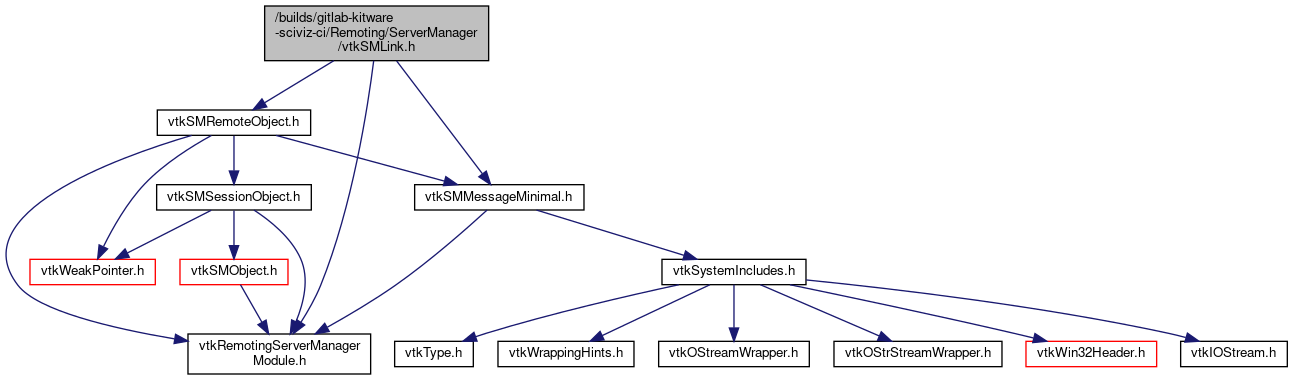 /builds/gitlab-kitware
-sciviz-ci/Remoting/ServerManager
/vtkSMLink.h
vtkSMRemoteObject.h
vtkSMSessionObject.h
vtkSMMessageMinimal.h
vtkWeakPointer.h
vtkSMObject.h
vtkSystemIncludes.h
vtkRemotingServerManager
Module.h
vtkType.h
vtkWrappingHints.h
vtkOStreamWrapper.h
vtkOStrStreamWrapper.h
vtkWin32Header.h
vtkIOStream.h